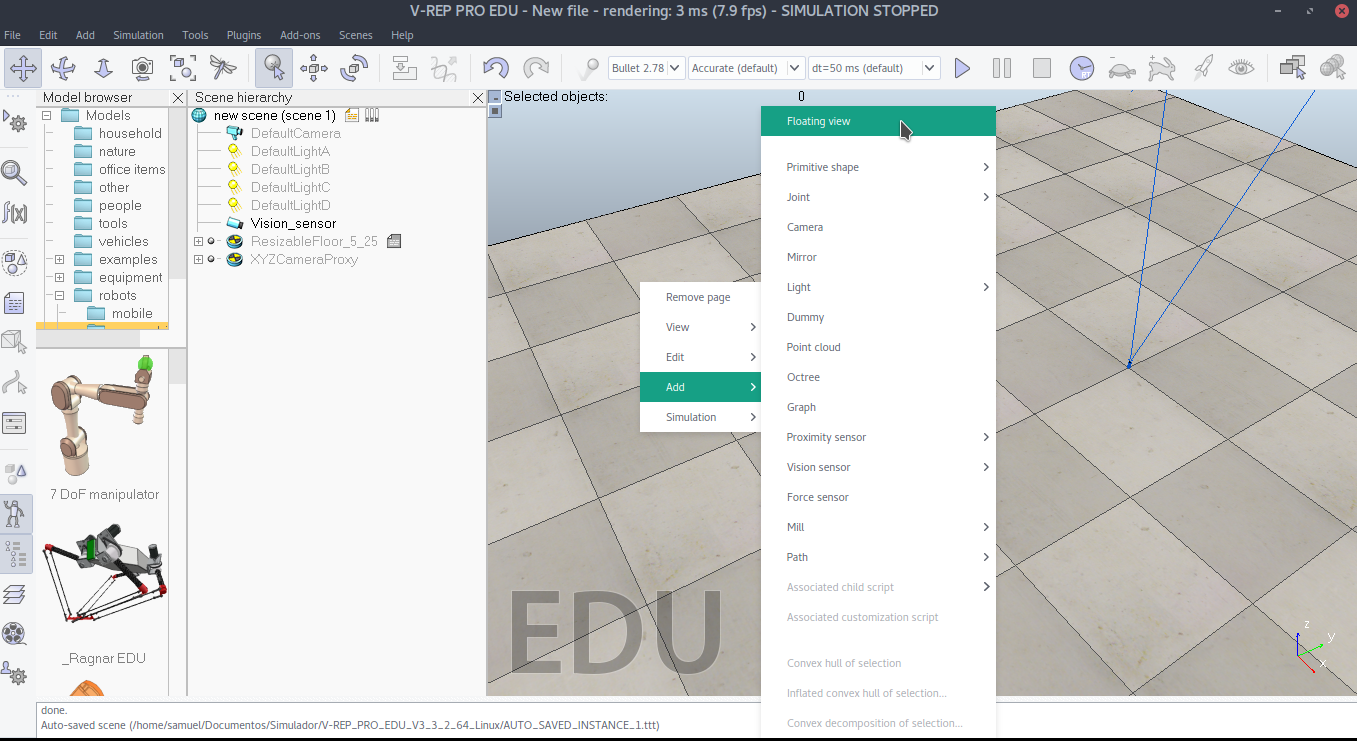 V-REP PRO EDU - New file - rendering: 3 ms (7.9 fps) - SIMULATION STOPPED
File Edit Add Simulation Tools Plugins Add-ons Scenes Help
Bullet 2.78 Accurate (default) dt=50 ms (default) RT
Model browser
Models
household
nature
office items
other
people
tools
vehicles
examples
equipment
robots
mobile
7 DoF manipulator
_Ragnar EDU
f(x)
Scene hierarchy
new scene (scene 1)
DefaultCamera
DefaultLightA
DefaultLightB
DefaultLightC
DefaultLightD
Vision_sensor
ResizableFloor_5_25
XYZCameraProxy
Selected objects: 0
Remove page
View
Edit
Add
Simulation
Floating view
Primitive shape
Joint
Camera
Mirror
Light
Dummy
Point cloud
Octree
Graph
Proximity sensor
Vision sensor
Force sensor
Mill
Path
Associated child script
Associated customization script
Convex hull of selection
Inflated convex hull of selection...
Convex decomposition of selection...
EDU
z
y
x
done.
Auto-saved scene (/home/samuel/Documentos/Simulador/V-REP_PRO_EDU_V3_3_2_64_Linux/AUTO_SAVED_INSTANCE_1.ttt)